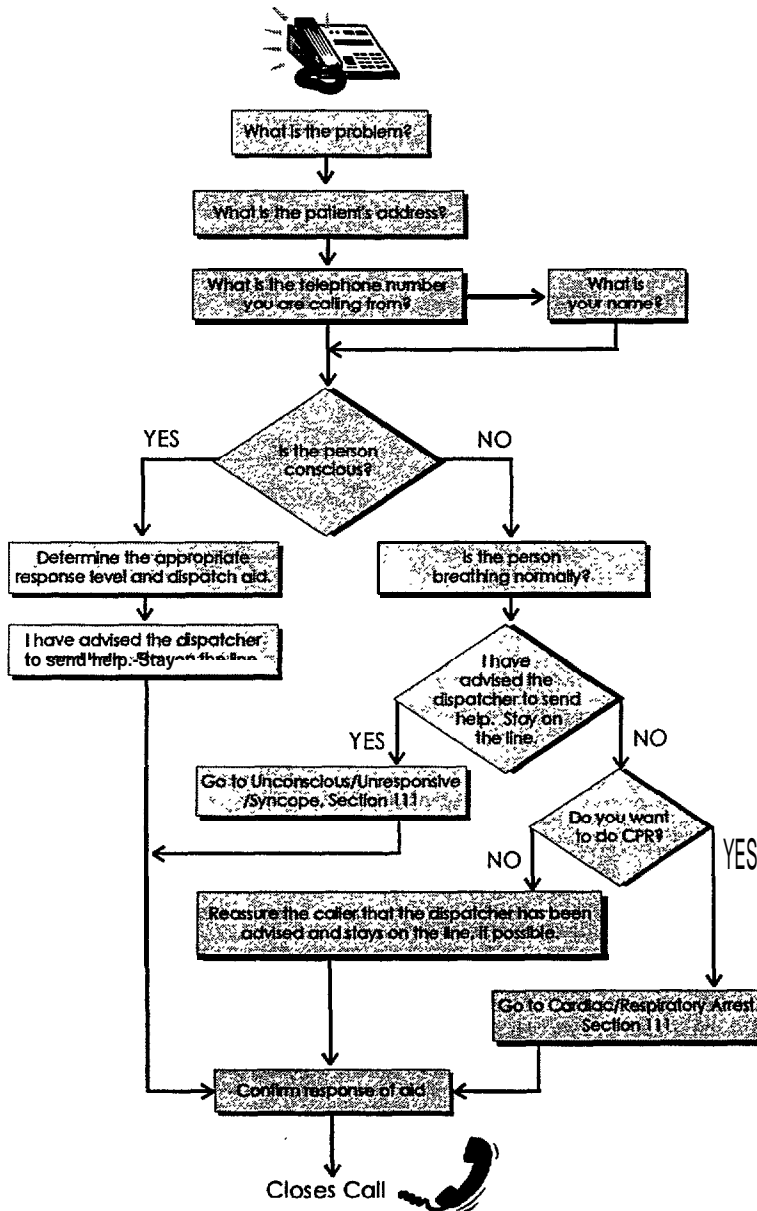 What is the problem?
What is the patient's address?
What is the telephone number
you are calling from?
What is
your name?
Is the person
conscious?
YES
NO
Determine the appropriate
response level and dispatch aid.
I have advised the dispatcher
to send help. Stay on the line
Is the person
breathing normally?
I have
advised the
dispatcher to send
help. Stay on
the line.
YES
NO
Go to Unconscious/Unresponsive
/Syncope, Section 111
Do you want
to do CPR?
NO
YES
Reassure the caller that the dispatcher has been
advised and stays on the line, if possible.
Go to Cardiac/Respiratory Arrest
Section 111
Confirm response of aid
Closes Call